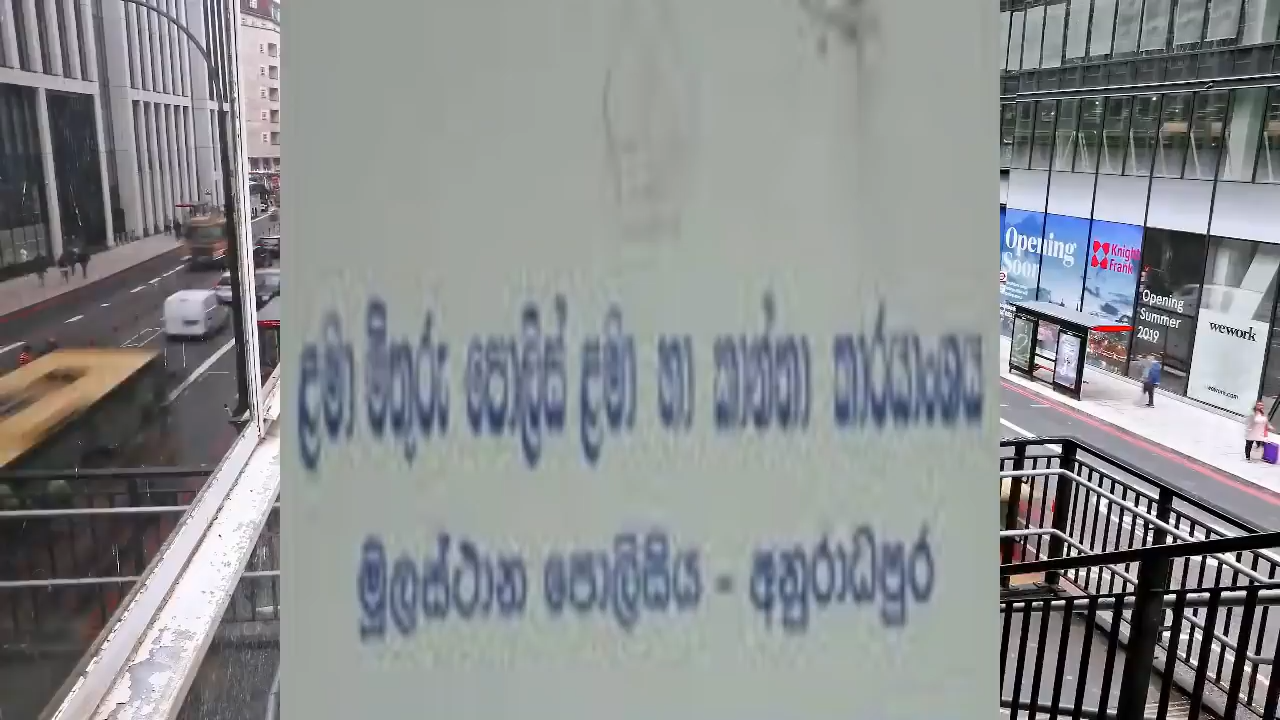 ළමා මිතුරු පොලිස් ළමා හා කාන්තා කාර්යාංශය
මූලස්ථාන පොලිසිය - අනුරාධපුර
Opening
Soon
Knight
Frank
Opening
Summer
2019
wework